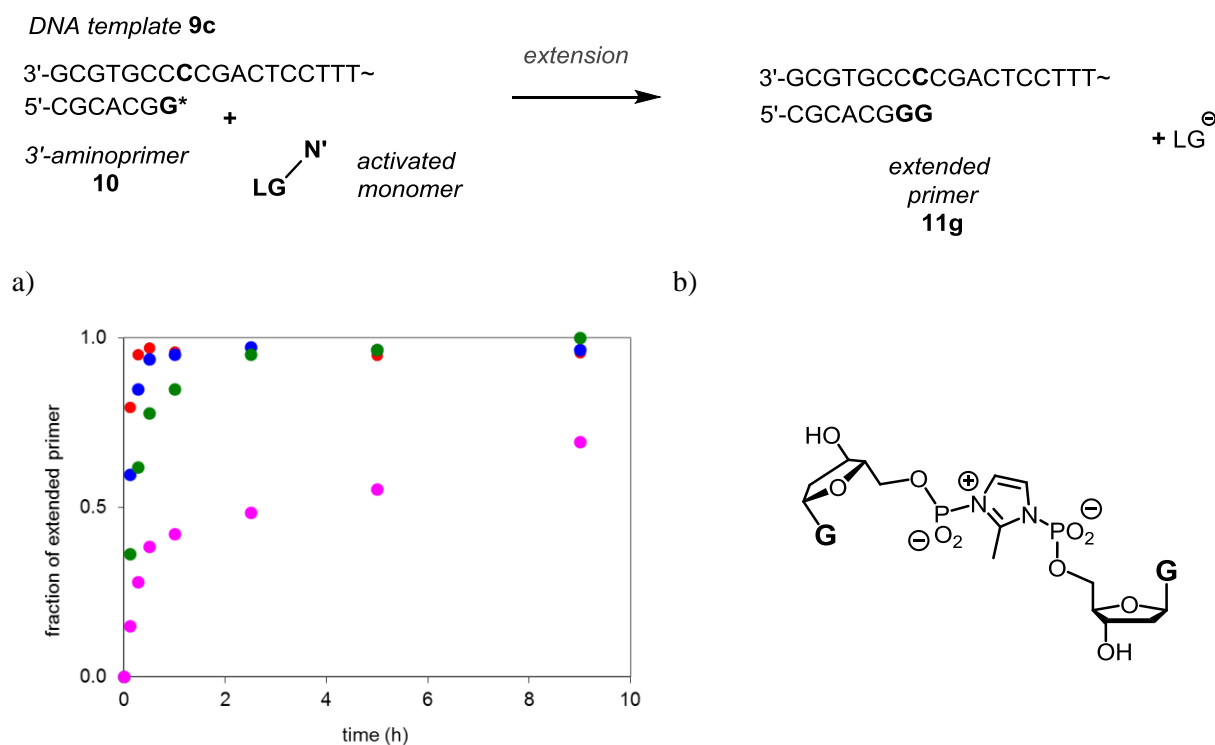 DNA template 9c
3'-GCGTGCCCCGACTCCTTT~
5'-CGCACGG*
+
3'-aminoprimer
10
N'
LG
activated
monomer
extension
3'-GCGTGCCCCGACTCCTTT~
5'-CGCACGGG
+ LG⊖
extended
primer
11g
a)
b)
1.0
0.5
0.0
fraction of extended primer
0 2 4 6 8 10
time (h)
HO
O
O
G
P
⊖ O2
⊕
N
N
P
O2
⊖
O
G
O
OH